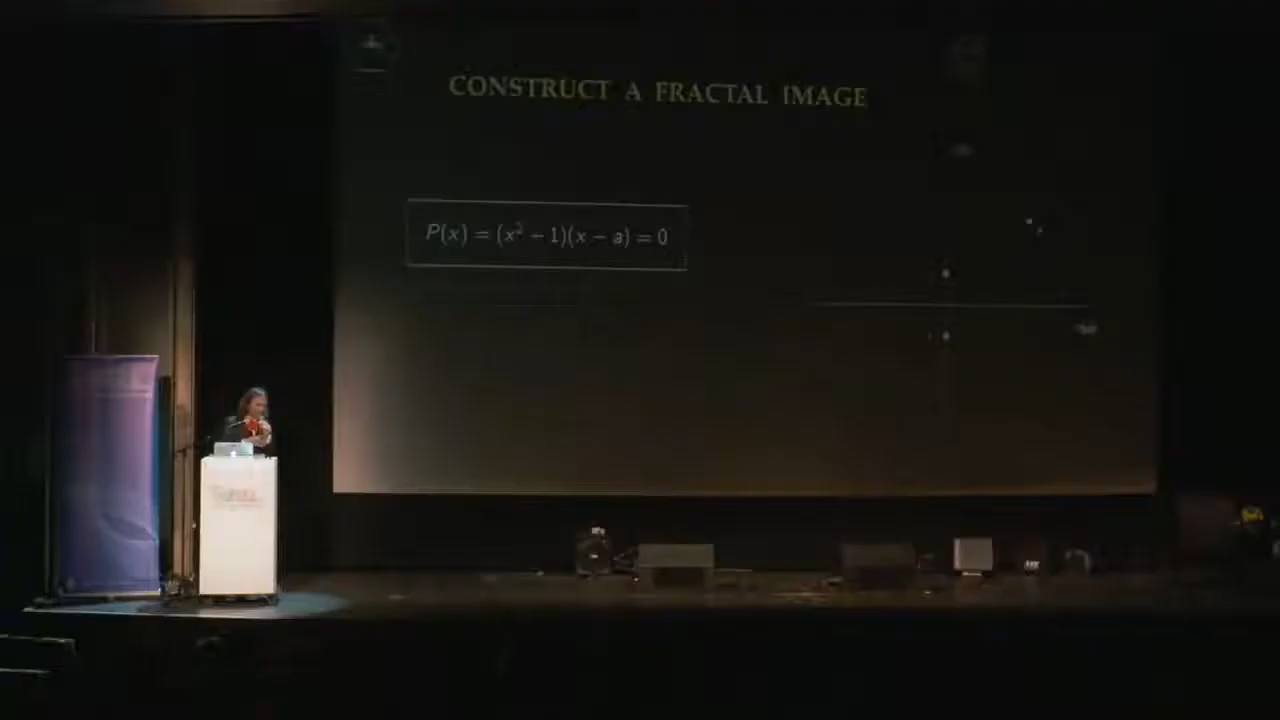 CONSTRUCT A FRACTAL IMAGE
P(x) = (x² − 1)(x − a) = 0